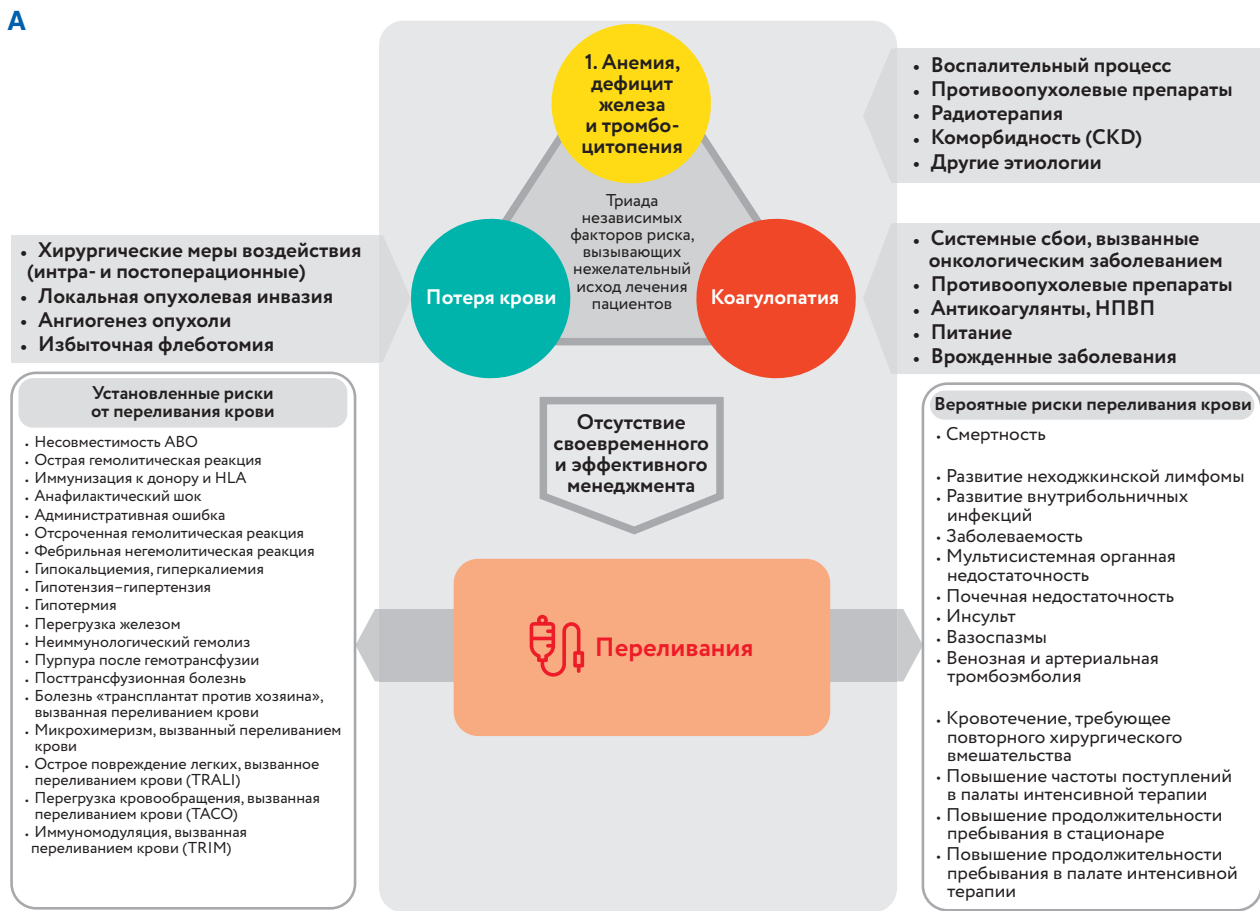 A
1. Анемия,
дефицит
железа
и тромбо-
цитопения
• Воспалительный процесс
• Противоопухолевые препараты
• Радиотерапия
• Коморбидность (CKD)
• Другие этиологии
Триада
независимых
факторов риска,
вызывающих
нежелательный
исход лечения
пациентов
• Хирургические меры воздействия
(интра- и постоперационные)
• Локальная опухолевая инвазия
• Ангиогенез опухоли
• Избыточная флеботомия
Потеря крови
Коагулопатия
• Системные сбои, вызванные
онкологическим заболеванием
• Противоопухолевые препараты
• Антикоагулянты, НПВП
• Питание
• Врожденные заболевания
Отсутствие
своевременного
и эффективного
менеджмента
Переливания
Установленные риски
от переливания крови
• Несовместимость АВО
• Острая гемолитическая реакция
• Иммунизация к донору и HLA
• Анафилактический шок
• Административная ошибка
• Отсроченная гемолитическая реакция
• Фебрильная негемолитическая реакция
• Гипокальциемия, гиперкалиемия
• Гипотензия–гипертензия
• Гипотермия
• Перегрузка железом
• Неиммунологический гемолиз
• Пурпура после гемотрансфузии
• Посттрансфузионная болезнь
• Болезнь «трансплантат против хозяина»,
вызванная переливанием крови
• Микрохимеризм, вызванный переливанием
крови
• Острое повреждение легких, вызванное
переливанием крови (TRALI)
• Перегрузка кровообращения, вызванная
переливанием крови (TACO)
• Иммуномодуляция, вызванная
переливанием крови (TRIM)
Вероятные риски переливания крови
• Смертность
• Развитие неходжкинской лимфомы
• Развитие внутрибольничных
инфекций
• Заболеваемость
• Мультисистемная органная
недостаточность
• Почечная недостаточность
• Инсульт
• Вазоспазмы
• Венозная и артериальная
тромбоэмболия
• Кровотечение, требующее
повторного хирургического
вмешательства
• Повышение частоты поступлений
в палаты интенсивной терапии
• Повышение продолжительности
пребывания в стационаре
• Повышение продолжительности
пребывания в палате интенсивной
терапии